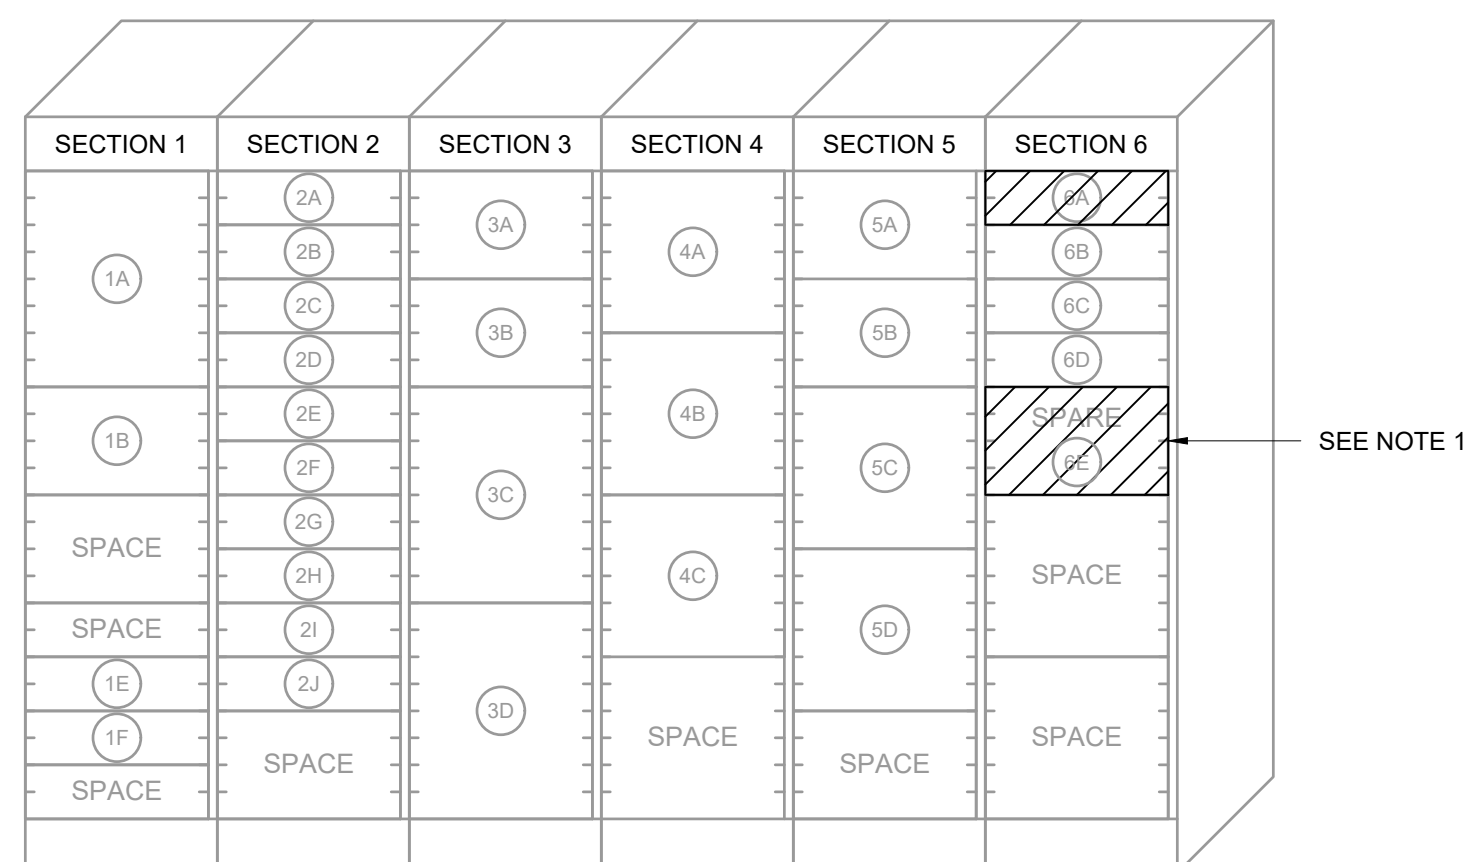 SECTION 1 SECTION 2 SECTION 3 SECTION 4 SECTION 5 SECTION 6
1A
1B
SPACE
SPACE
1E
1F
SPACE
2A
2B
2C
2D
2E
2F
2G
2H
2I
2J
SPACE
3A
3B
3C
3D
4A
4B
4C
SPACE
5A
5B
5C
5D
SPACE
6A
6B
6C
6D
SPARE
6E
SPACE
SPACE
SEE NOTE 1